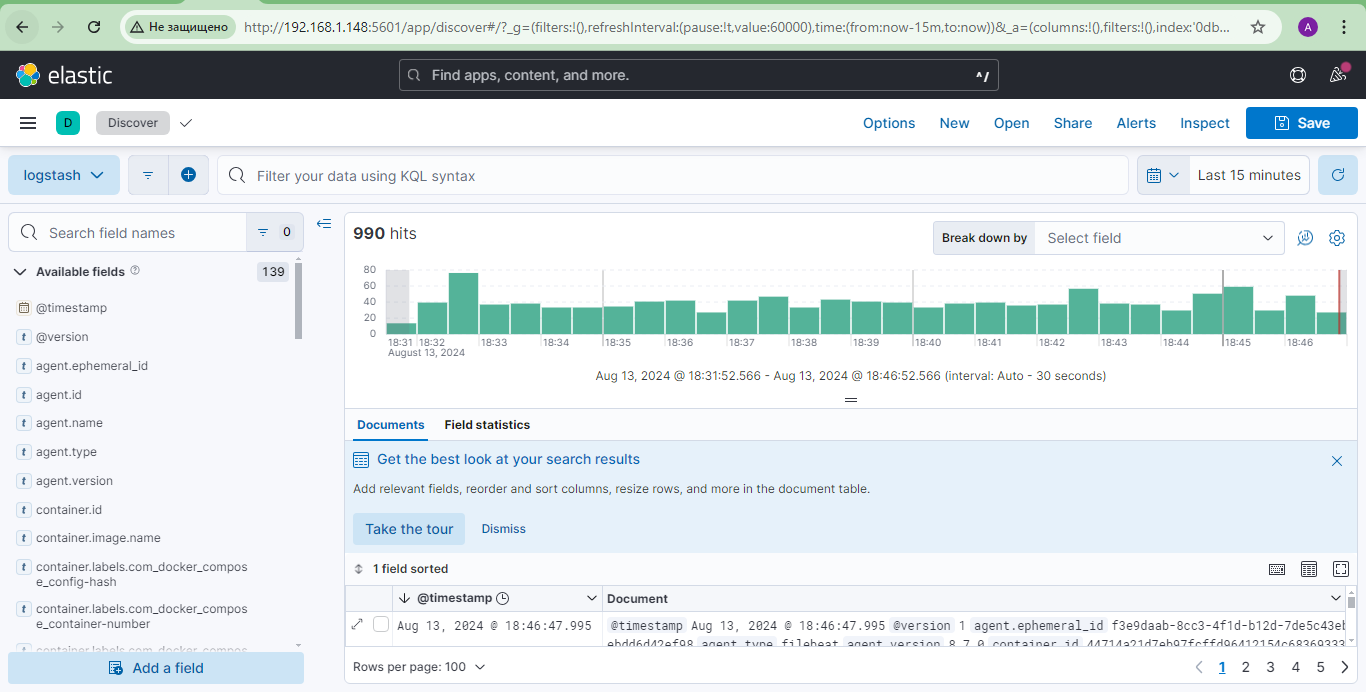 Не защищено
http://192.168.1.148:5601/app/discover#/?_g=(filters:!(),refreshInterval:(pause:!t,value:60000),time:(from:now-15m,to:now))&_a=(columns:!(),filters:!(),index:'0db...
A
elastic
Find apps, content, and more.
^/
D
Discover
Options
New
Open
Share
Alerts
Inspect
Save
logstash
Filter your data using KQL syntax
Last 15 minutes
Search field names
0
990 hits
Break down by
Select field
Available fields
139
@timestamp
t @version
t agent.ephemeral_id
t agent.id
t agent.name
t agent.type
t agent.version
t container.id
t container.image.name
t container.labels.com_docker_compos
e_config-hash
t container.labels.com_docker_compos
e_container-number
container.labels.com_docker_compos
Add a field
80
60
40
20
0
18:31 18:32 18:33 18:34 18:35 18:36 18:37 18:38 18:39 18:40 18:41 18:42 18:43 18:44 18:45 18:46
August 13, 2024
Aug 13, 2024 @ 18:31:52.566 - Aug 13, 2024 @ 18:46:52.566 (interval: Auto - 30 seconds)
Documents
Field statistics
Get the best look at your search results
Add relevant fields, reorder and sort columns, resize rows, and more in the document table.
Take the tour
Dismiss
1 field sorted
@timestamp
Document
Aug 13, 2024 @ 18:46:47.995
@timestamp Aug 13, 2024 @ 18:46:47.995 @version 1 agent.ephemeral_id f3e9daab-8cc3-4f1d-b12d-7de5c43eb
ebdd6d42ef98 agent.type filebeat agent.version 8.7.0 container.id 44714a21d7eb97fcffd96412154c68369333
Rows per page: 100
1 2 3 4 5